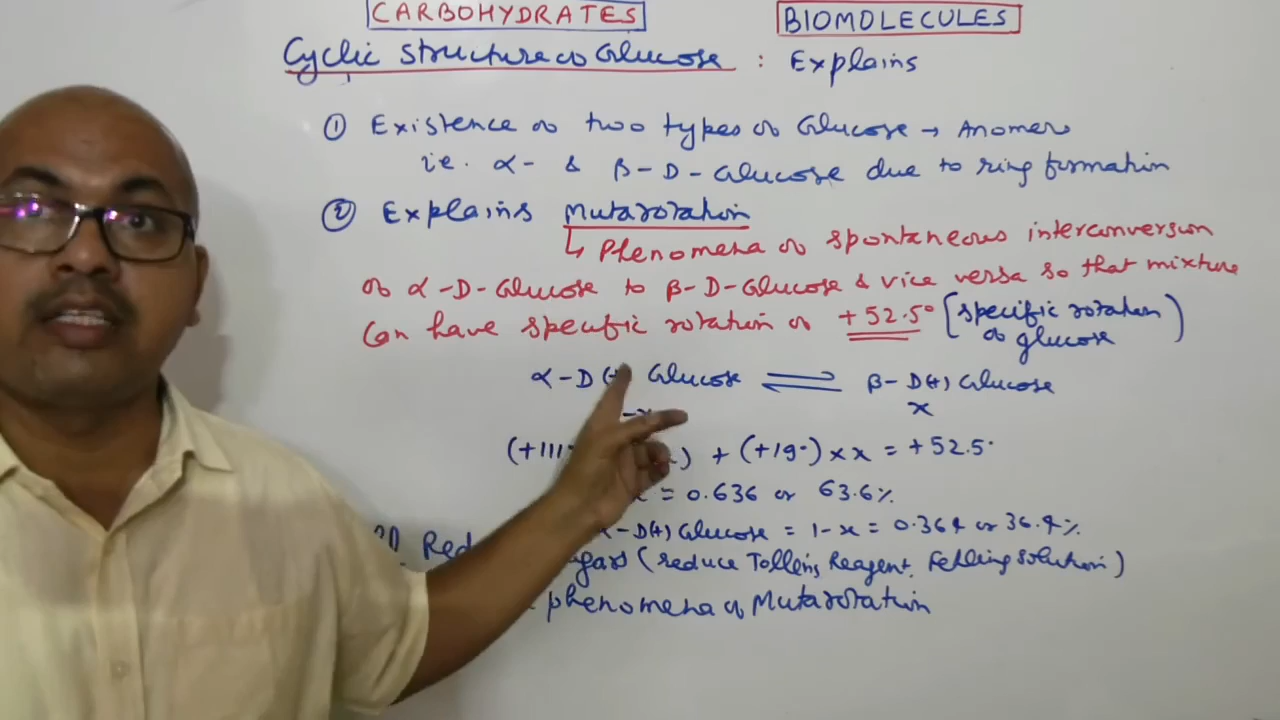 CARBOHYDRATES
BIOMOLECULES
Cyclic structure of Glucose : Explains
① Existence of two types of Glucose → Anomers
i.e. α- & β-D-Glucose due to ring formation
② Explains Mutarotation
↳ Phenomena of spontaneous interconversion
of α-D-Glucose to β-D-Glucose & vice versa so that mixture
can have specific rotation of +52.5° [specific rotation of glucose]
α-D(+) Glucose ⇌ β-D(+) Glucose
-x x
(+111 ) + (+19°) × x = +52.5°
= 0.636 or 63.6%
-D(+) Glucose = 1-x = 0.364 or 36.4%
Red gars (reduce Tollen's Reagent, Fehling solution)
phenomena of Mutarotation